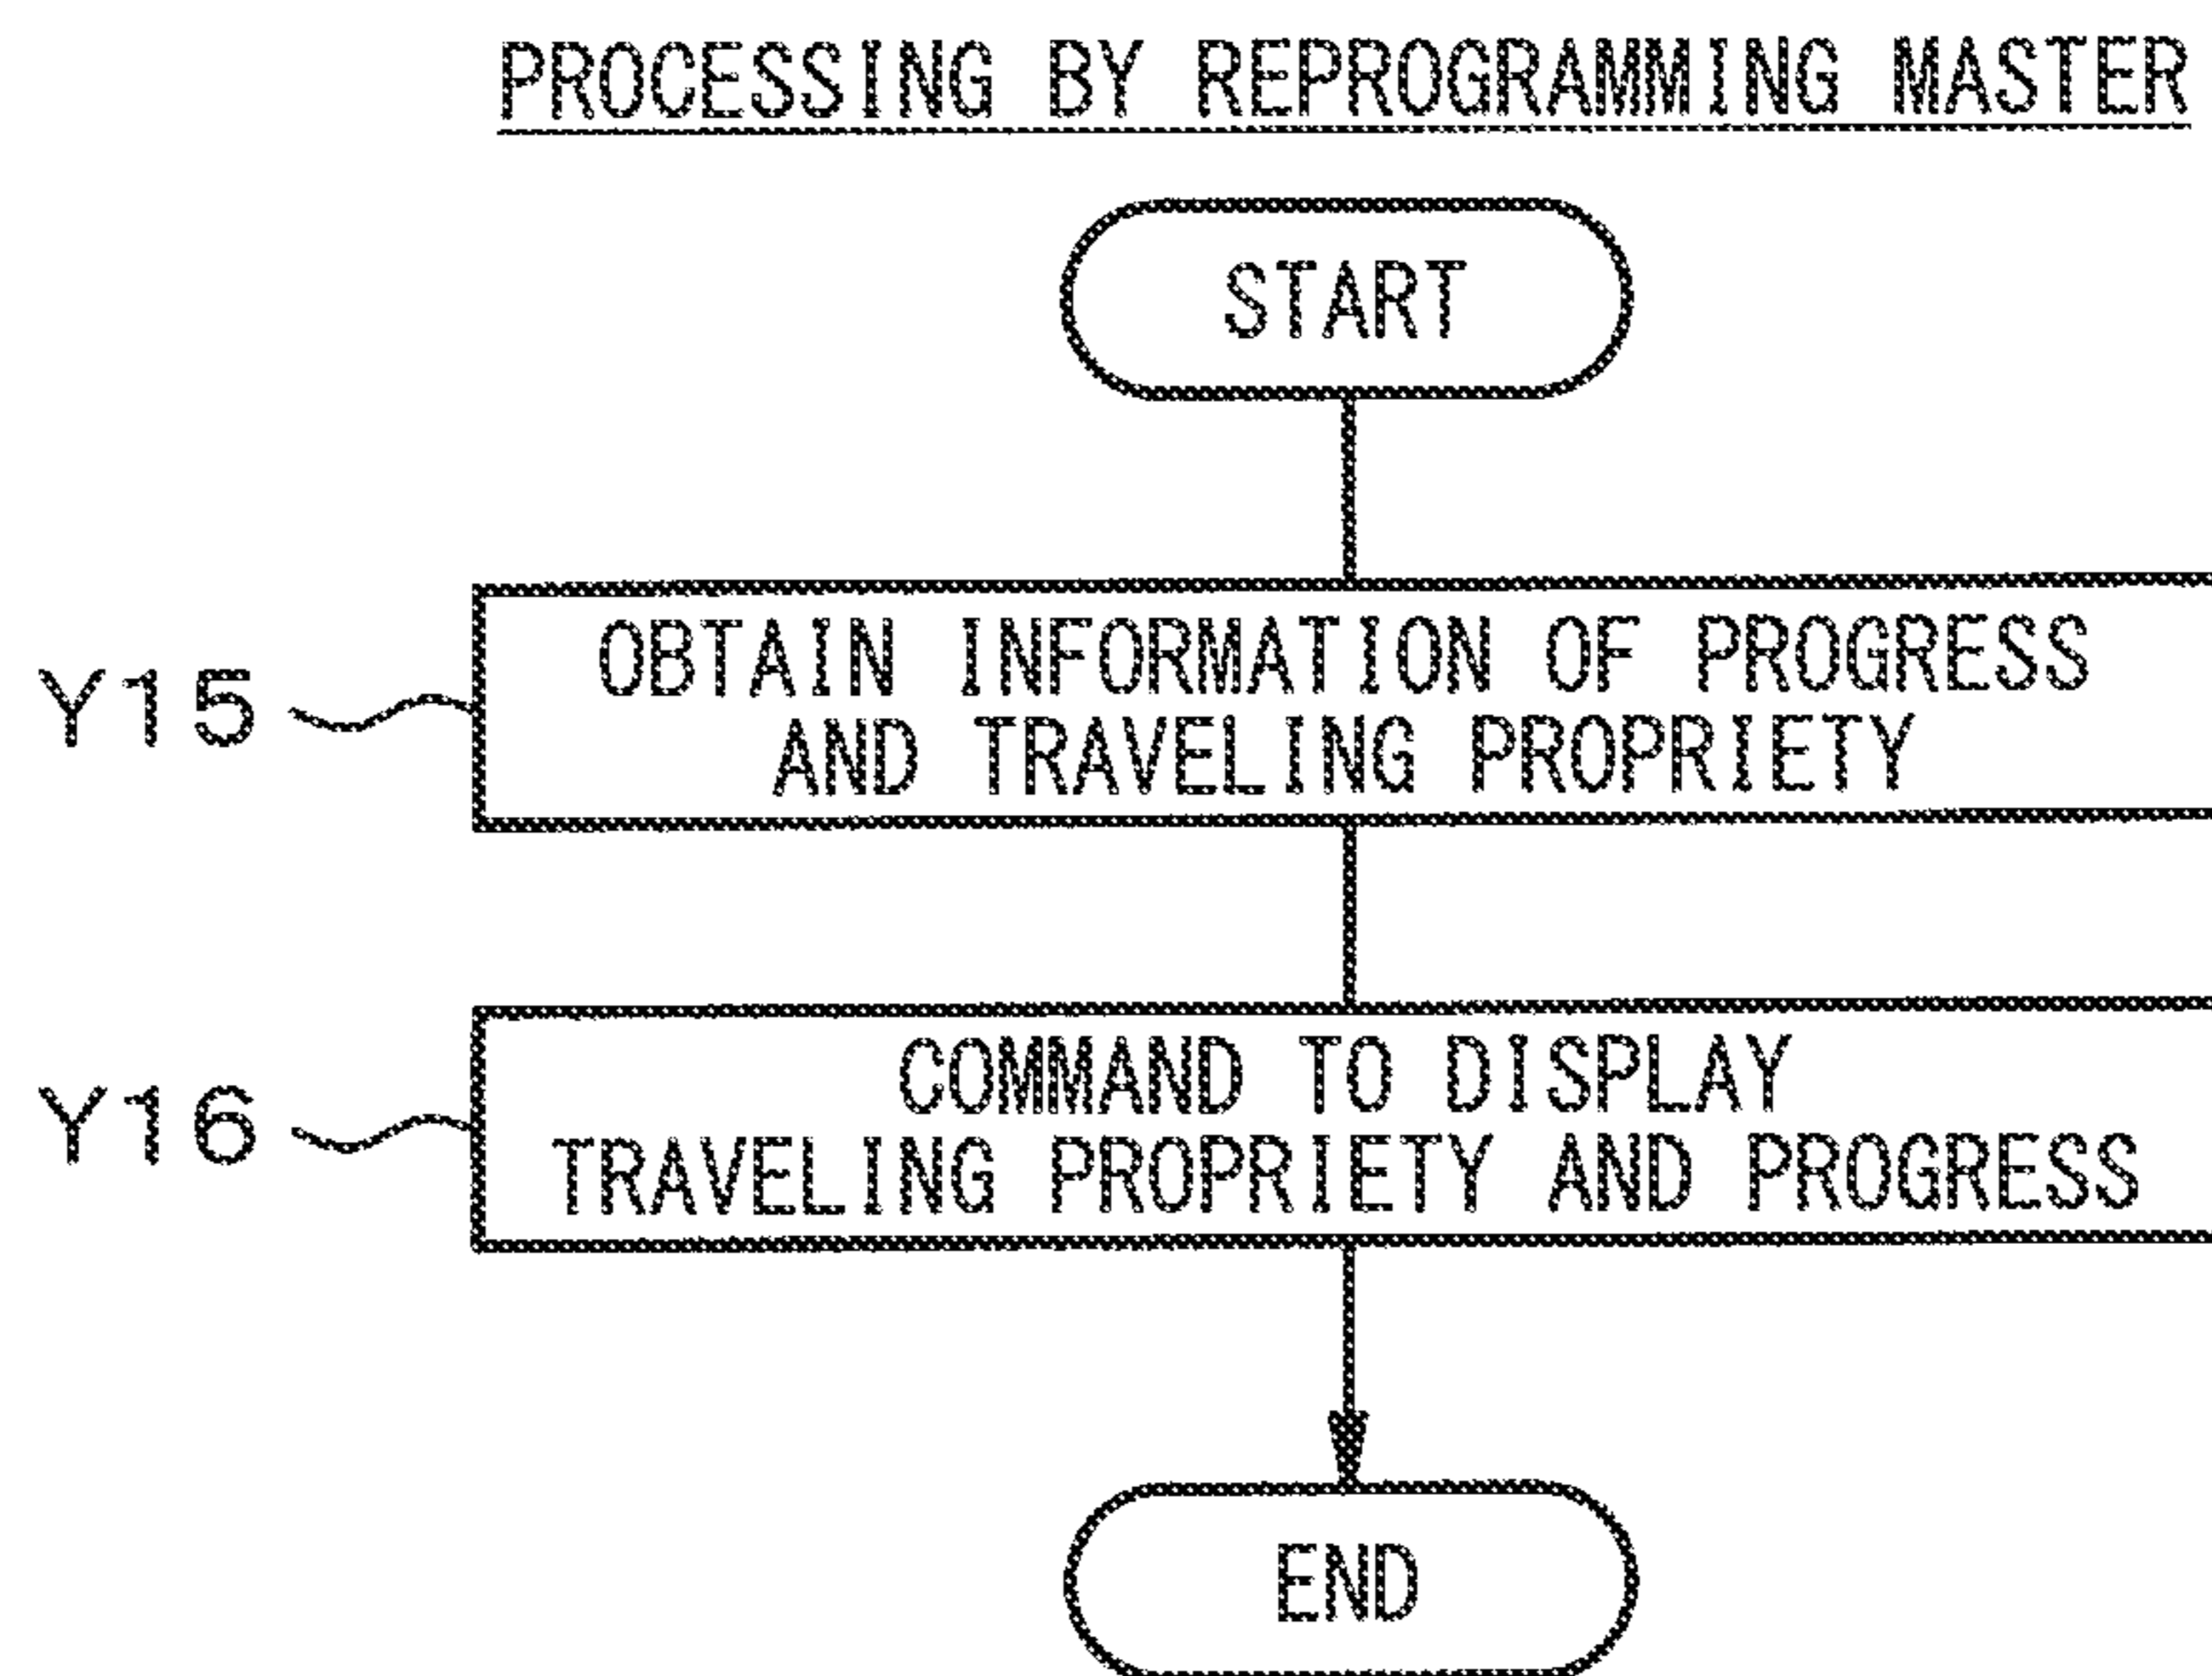 PROCESSING BY REPROGRAMMING MASTER
START
Y15
OBTAIN INFORMATION OF PROGRESS
AND TRAVELING PROPRIETY
Y16
COMMAND TO DISPLAY
TRAVELING PROPRIETY AND PROGRESS
END